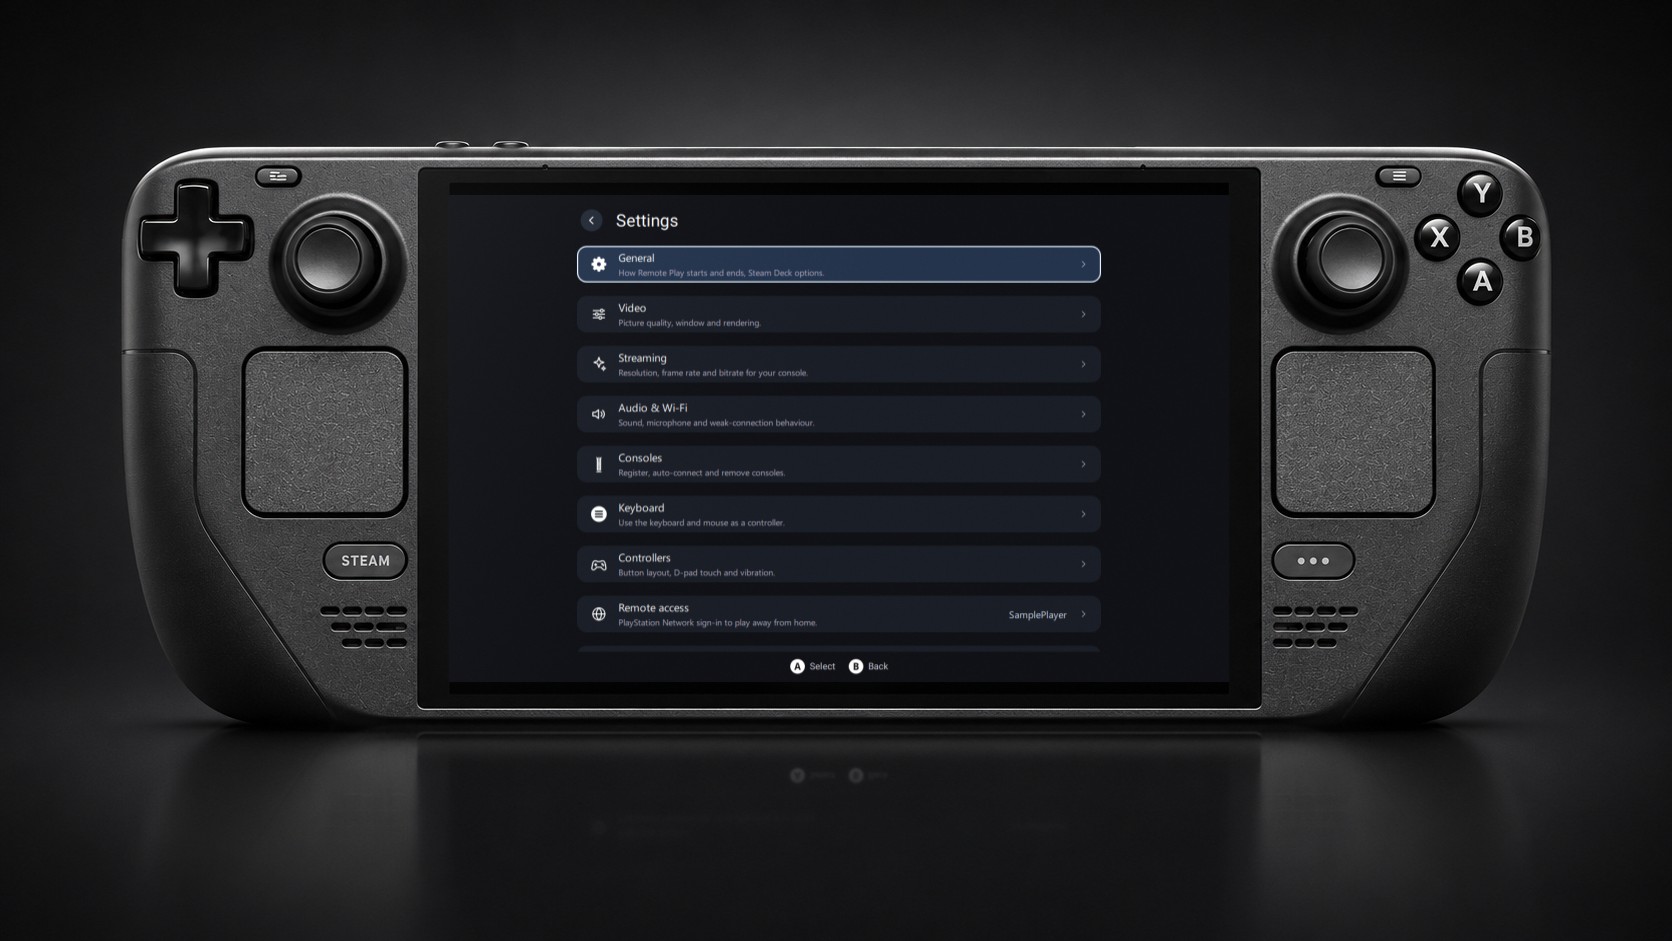 Settings
General
How Remote Play starts and ends, Steam Deck options.
Video
Picture quality, window and rendering.
Streaming
Resolution, frame rate and bitrate for your console.
Audio & Wi-Fi
Sound, microphone and weak-connection behaviour.
Consoles
Register, auto-connect and remove consoles.
Keyboard
Use the keyboard and mouse as a controller.
Controllers
Button layout, D-pad touch and vibration.
Remote access
PlayStation Network sign-in to play away from home.
SamplePlayer
A Select B Back
STEAM
Y
X
B
A